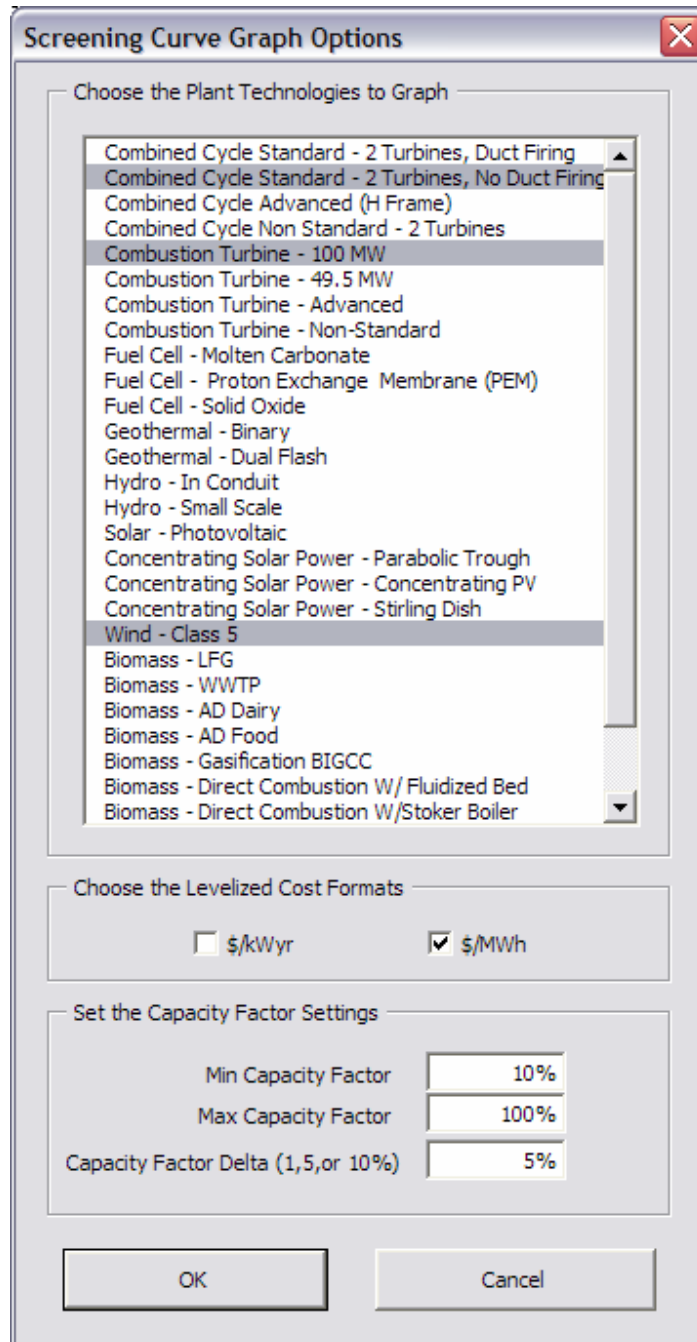 Screening Curve Graph Options
Choose the Plant Technologies to Graph
Combined Cycle Standard - 2 Turbines, Duct Firing
Combined Cycle Standard - 2 Turbines, No Duct Firing
Combined Cycle Advanced (H Frame)
Combined Cycle Non Standard - 2 Turbines
Combustion Turbine - 100 MW
Combustion Turbine - 49.5 MW
Combustion Turbine - Advanced
Combustion Turbine - Non-Standard
Fuel Cell - Molten Carbonate
Fuel Cell - Proton Exchange Membrane (PEM)
Fuel Cell - Solid Oxide
Geothermal - Binary
Geothermal - Dual Flash
Hydro - In Conduit
Hydro - Small Scale
Solar - Photovoltaic
Concentrating Solar Power - Parabolic Trough
Concentrating Solar Power - Concentrating PV
Concentrating Solar Power - Stirling Dish
Wind - Class 5
Biomass - LFG
Biomass - WWTP
Biomass - AD Dairy
Biomass - AD Food
Biomass - Gasification BIGCC
Biomass - Direct Combustion W/ Fluidized Bed
Biomass - Direct Combustion W/Stoker Boiler
Choose the Levelized Cost Formats
$/kWyr $/MWh
Set the Capacity Factor Settings
Min Capacity Factor 10%
Max Capacity Factor 100%
Capacity Factor Delta (1,5,or 10%) 5%
OK Cancel